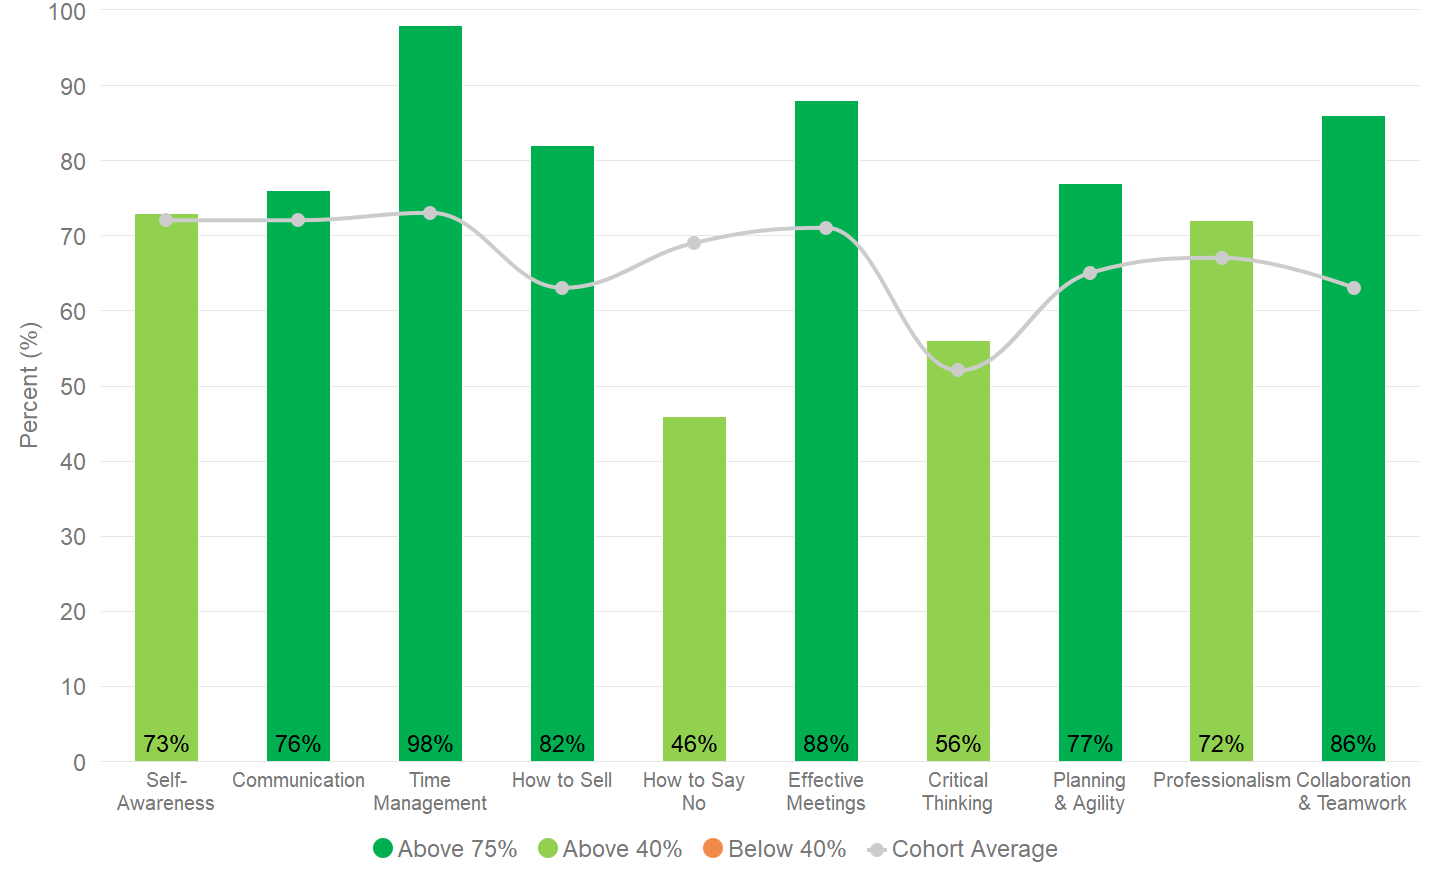 100
90
80
70
60
50
40
30
20
10
0
Percent (%)
73%
76%
98%
82%
46%
88%
56%
77%
72%
86%
Self-
Awareness
Communication
Time
Management
How to Sell
How to Say
No
Effective
Meetings
Critical
Thinking
Planning
& Agility
Professionalism
Collaboration
& Teamwork
Above 75%
Above 40%
Below 40%
Cohort Average